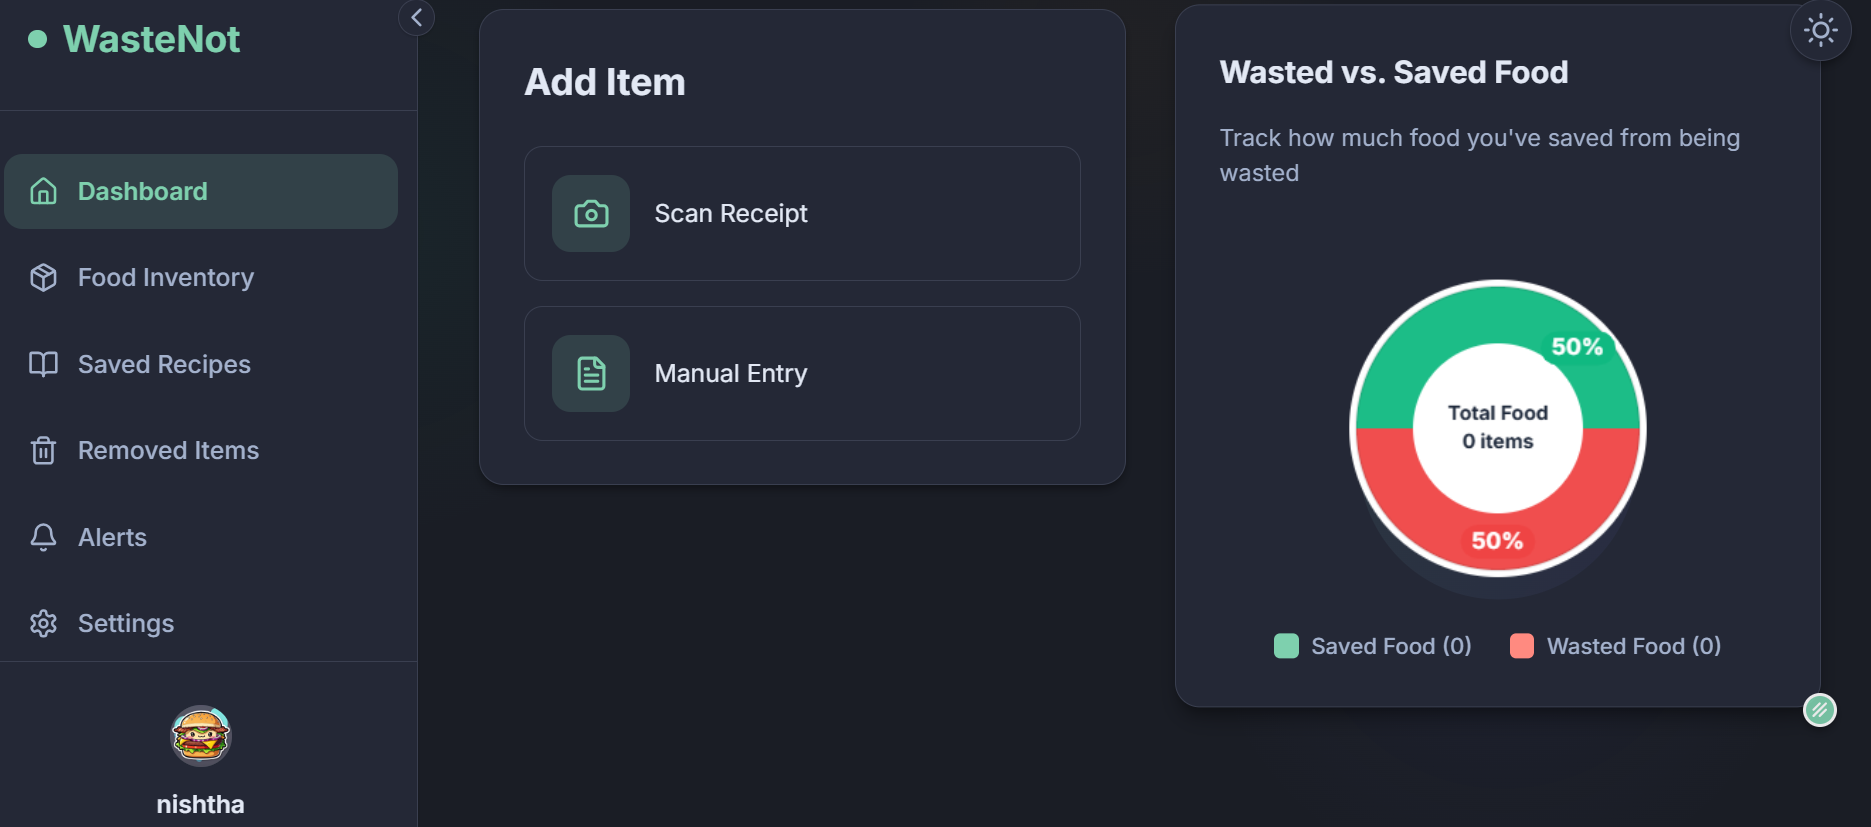 WasteNot
Dashboard
Food Inventory
Saved Recipes
Removed Items
Alerts
Settings
nishtha
Add Item
Scan Receipt
Manual Entry
Wasted vs. Saved Food
Track how much food you've saved from being
wasted
50%
Total Food
0 items
50%
Saved Food (0)
Wasted Food (0)